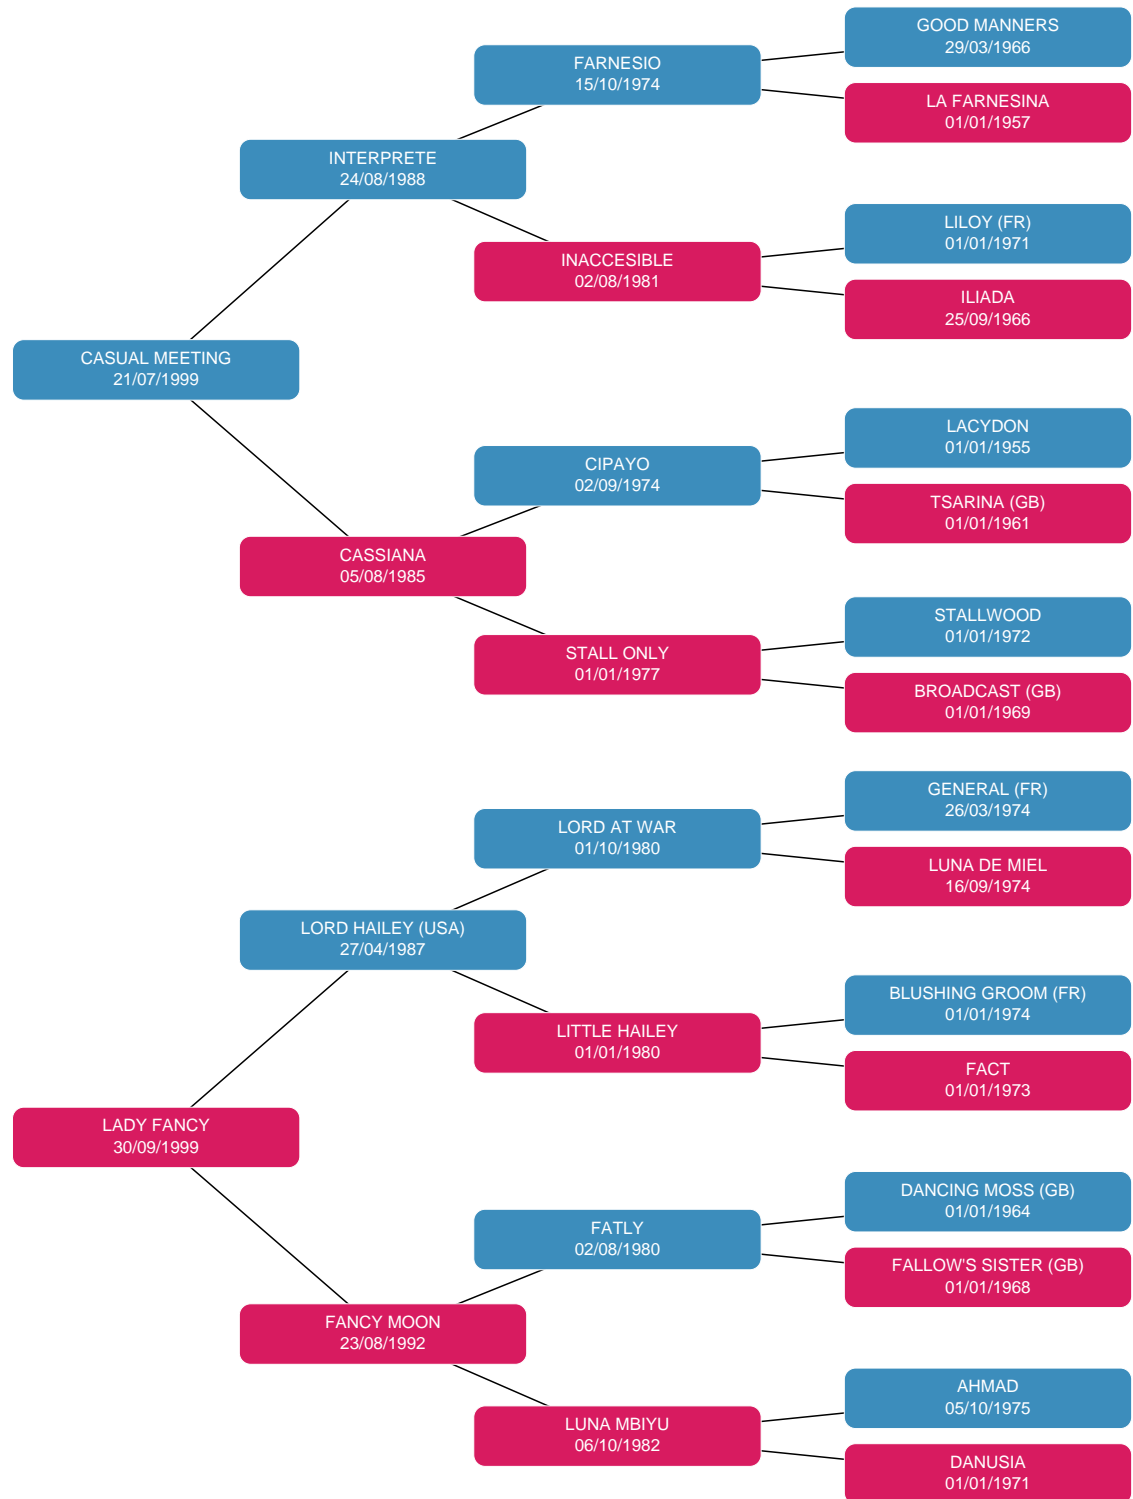 GOOD MANNERS
29/03/1966
FARNESIO
15/10/1974
LA FARNESINA
01/01/1957
INTERPRETE
24/08/1988
LILOY (FR)
01/01/1971
INACCESIBLE
02/08/1981
ILIADA
25/09/1966
CASUAL MEETING
21/07/1999
LACYDON
01/01/1955
CIPAYO
02/09/1974
TSARINA (GB)
01/01/1961
CASSIANA
05/08/1985
STALLWOOD
01/01/1972
STALL ONLY
01/01/1977
BROADCAST (GB)
01/01/1969
GENERAL (FR)
26/03/1974
LORD AT WAR
01/10/1980
LUNA DE MIEL
16/09/1974
LORD HAILEY (USA)
27/04/1987
BLUSHING GROOM (FR)
01/01/1974
LITTLE HAILEY
01/01/1980
FACT
01/01/1973
LADY FANCY
30/09/1999
DANCING MOSS (GB)
01/01/1964
FATLY
02/08/1980
FALLOW'S SISTER (GB)
01/01/1968
FANCY MOON
23/08/1992
AHMAD
05/10/1975
LUNA MBIYU
06/10/1982
DANUSIA
01/01/1971